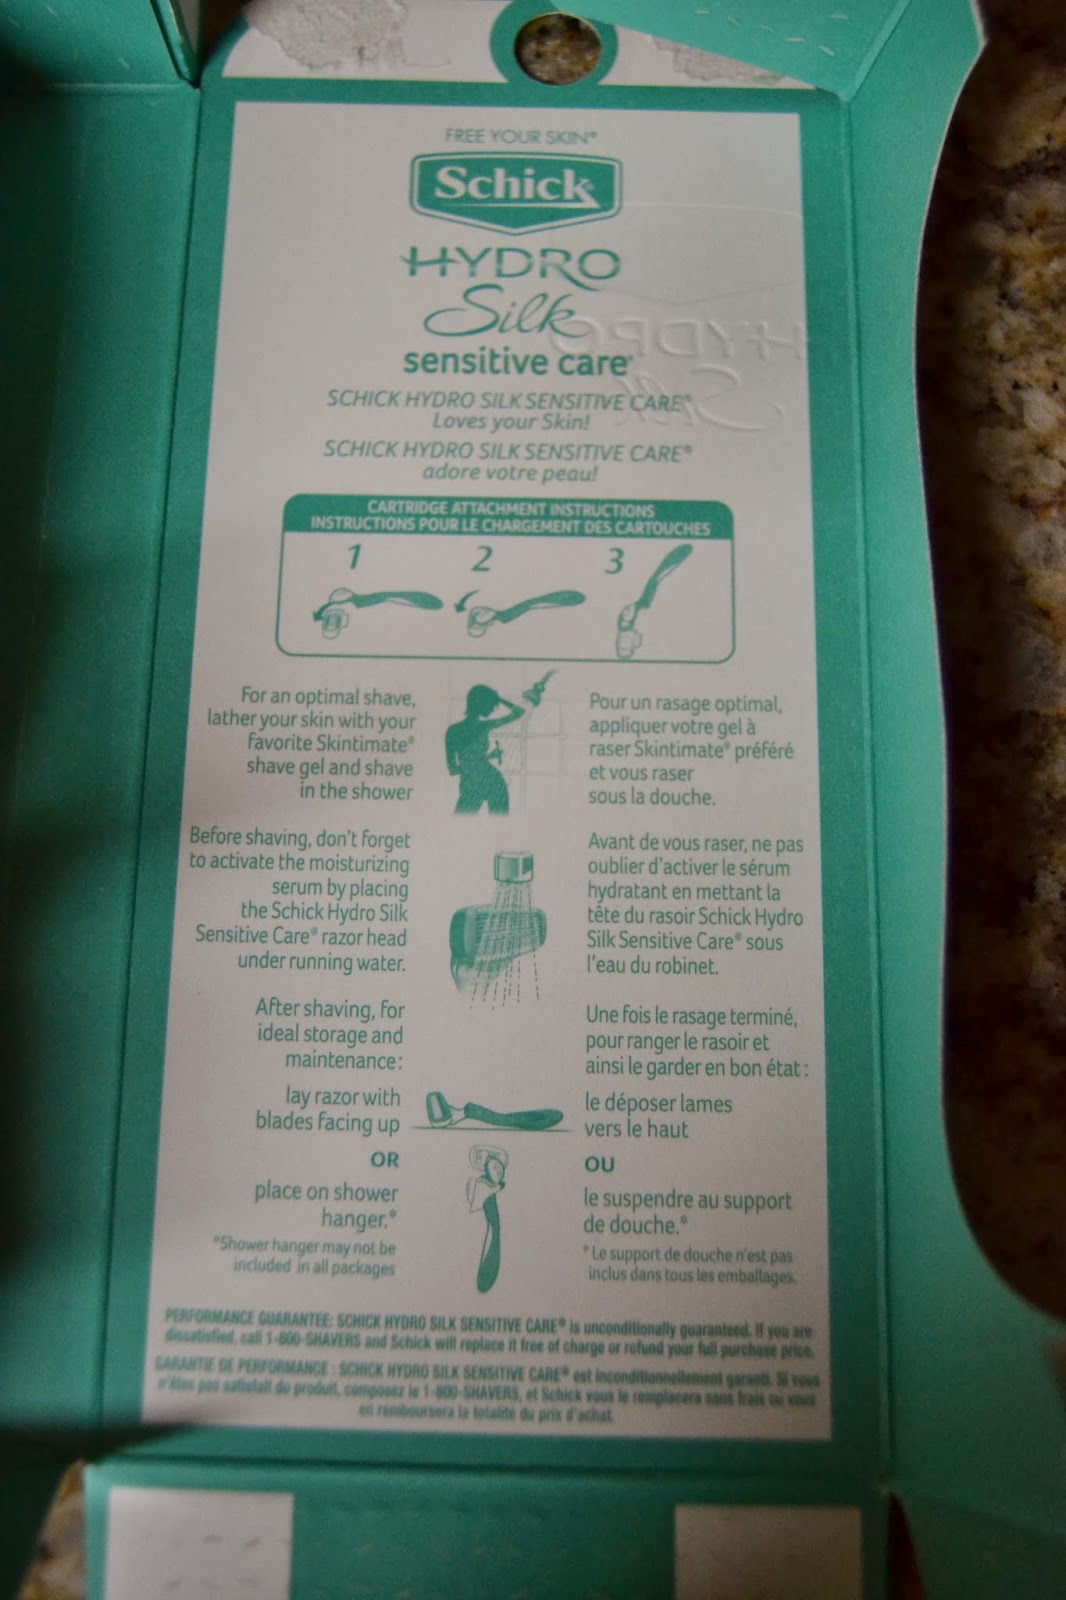 FREE YOUR SKIN®
Schick®
HYDRO
Silk
sensitive care®
SCHICK HYDRO SILK SENSITIVE CARE®
Loves your Skin!
SCHICK HYDRO SILK SENSITIVE CARE®
adore votre peau!
CARTRIDGE ATTACHMENT INSTRUCTIONS
INSTRUCTIONS POUR LE CHARGEMENT DES CARTOUCHES
1 2 3
For an optimal shave,
lather your skin with your
favorite Skintimate®
shave gel and shave
in the shower
Pour un rasage optimal,
appliquer votre gel à
raser Skintimate® préféré
et vous raser
sous la douche.
Before shaving, don't forget
to activate the moisturizing
serum by placing
the Schick Hydro Silk
Sensitive Care® razor head
under running water.
Avant de vous raser, ne pas
oublier d'activer le sérum
hydratant en mettant la
tête du rasoir Schick Hydro
Silk Sensitive Care® sous
l'eau du robinet.
After shaving, for
ideal storage and
maintenance:
Une fois le rasage terminé,
pour ranger le rasoir et
ainsi le garder en bon état :
lay razor with
blades facing up
le déposer lames
vers le haut
OR
OU
place on shower
hanger.*
le suspendre au support
de douche.*
*Shower hanger may not be
included in all packages
* Le support de douche n'est pas
inclus dans tous les emballages.
PERFORMANCE GUARANTEE: SCHICK HYDRO SILK SENSITIVE CARE® is unconditionally guaranteed. If you are
dissatisfied, call 1-800-SHAVERS and Schick will replace it free of charge or refund your full purchase price.
GARANTIE DE PERFORMANCE : SCHICK HYDRO SILK SENSITIVE CARE® est inconditionnellement garanti. Si vous
n'êtes pas satisfait du produit, composez le 1-800-SHAVERS, et Schick vous le remplacera sans frais ou vous
en remboursera la totalité du prix d'achat.
HYDRO
Silk